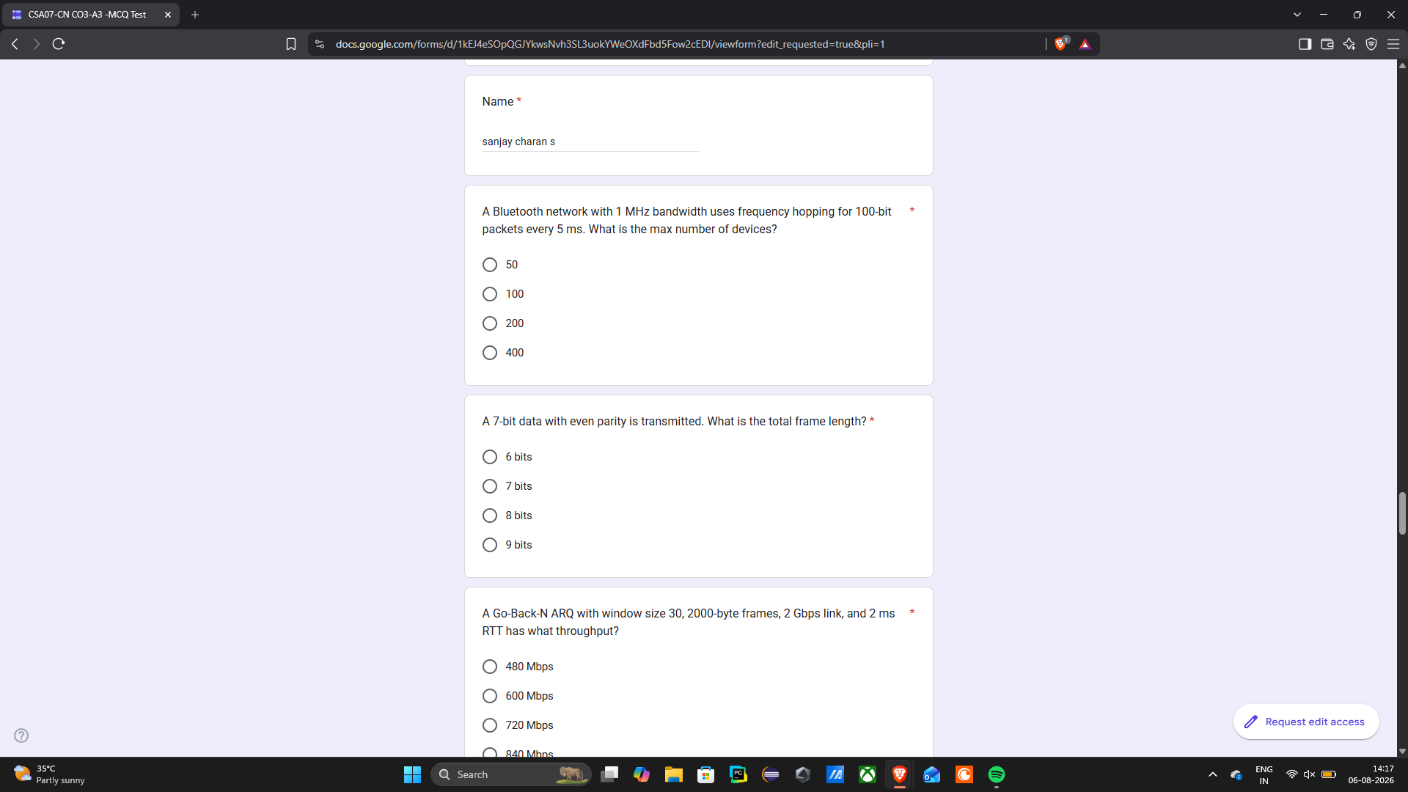 CSA07-CN CO3-A3 -MCQ Test
docs.google.com/forms/d/1kEJ4eSOpQGJYkwsNvh3SL3uokYWeOXdFbd5Fow2cEDI/viewform?edit_requested=true&pli=1
1
Name *
sanjay charan s
A Bluetooth network with 1 MHz bandwidth uses frequency hopping for 100-bit *
packets every 5 ms. What is the max number of devices?
50
100
200
400
A 7-bit data with even parity is transmitted. What is the total frame length? *
6 bits
7 bits
8 bits
9 bits
A Go-Back-N ARQ with window size 30, 2000-byte frames, 2 Gbps link, and 2 ms *
RTT has what throughput?
480 Mbps
600 Mbps
720 Mbps
840 Mbps
Request edit access
35°C
Partly sunny
Search
PC
ENG
IN
14:17
06-08-2026